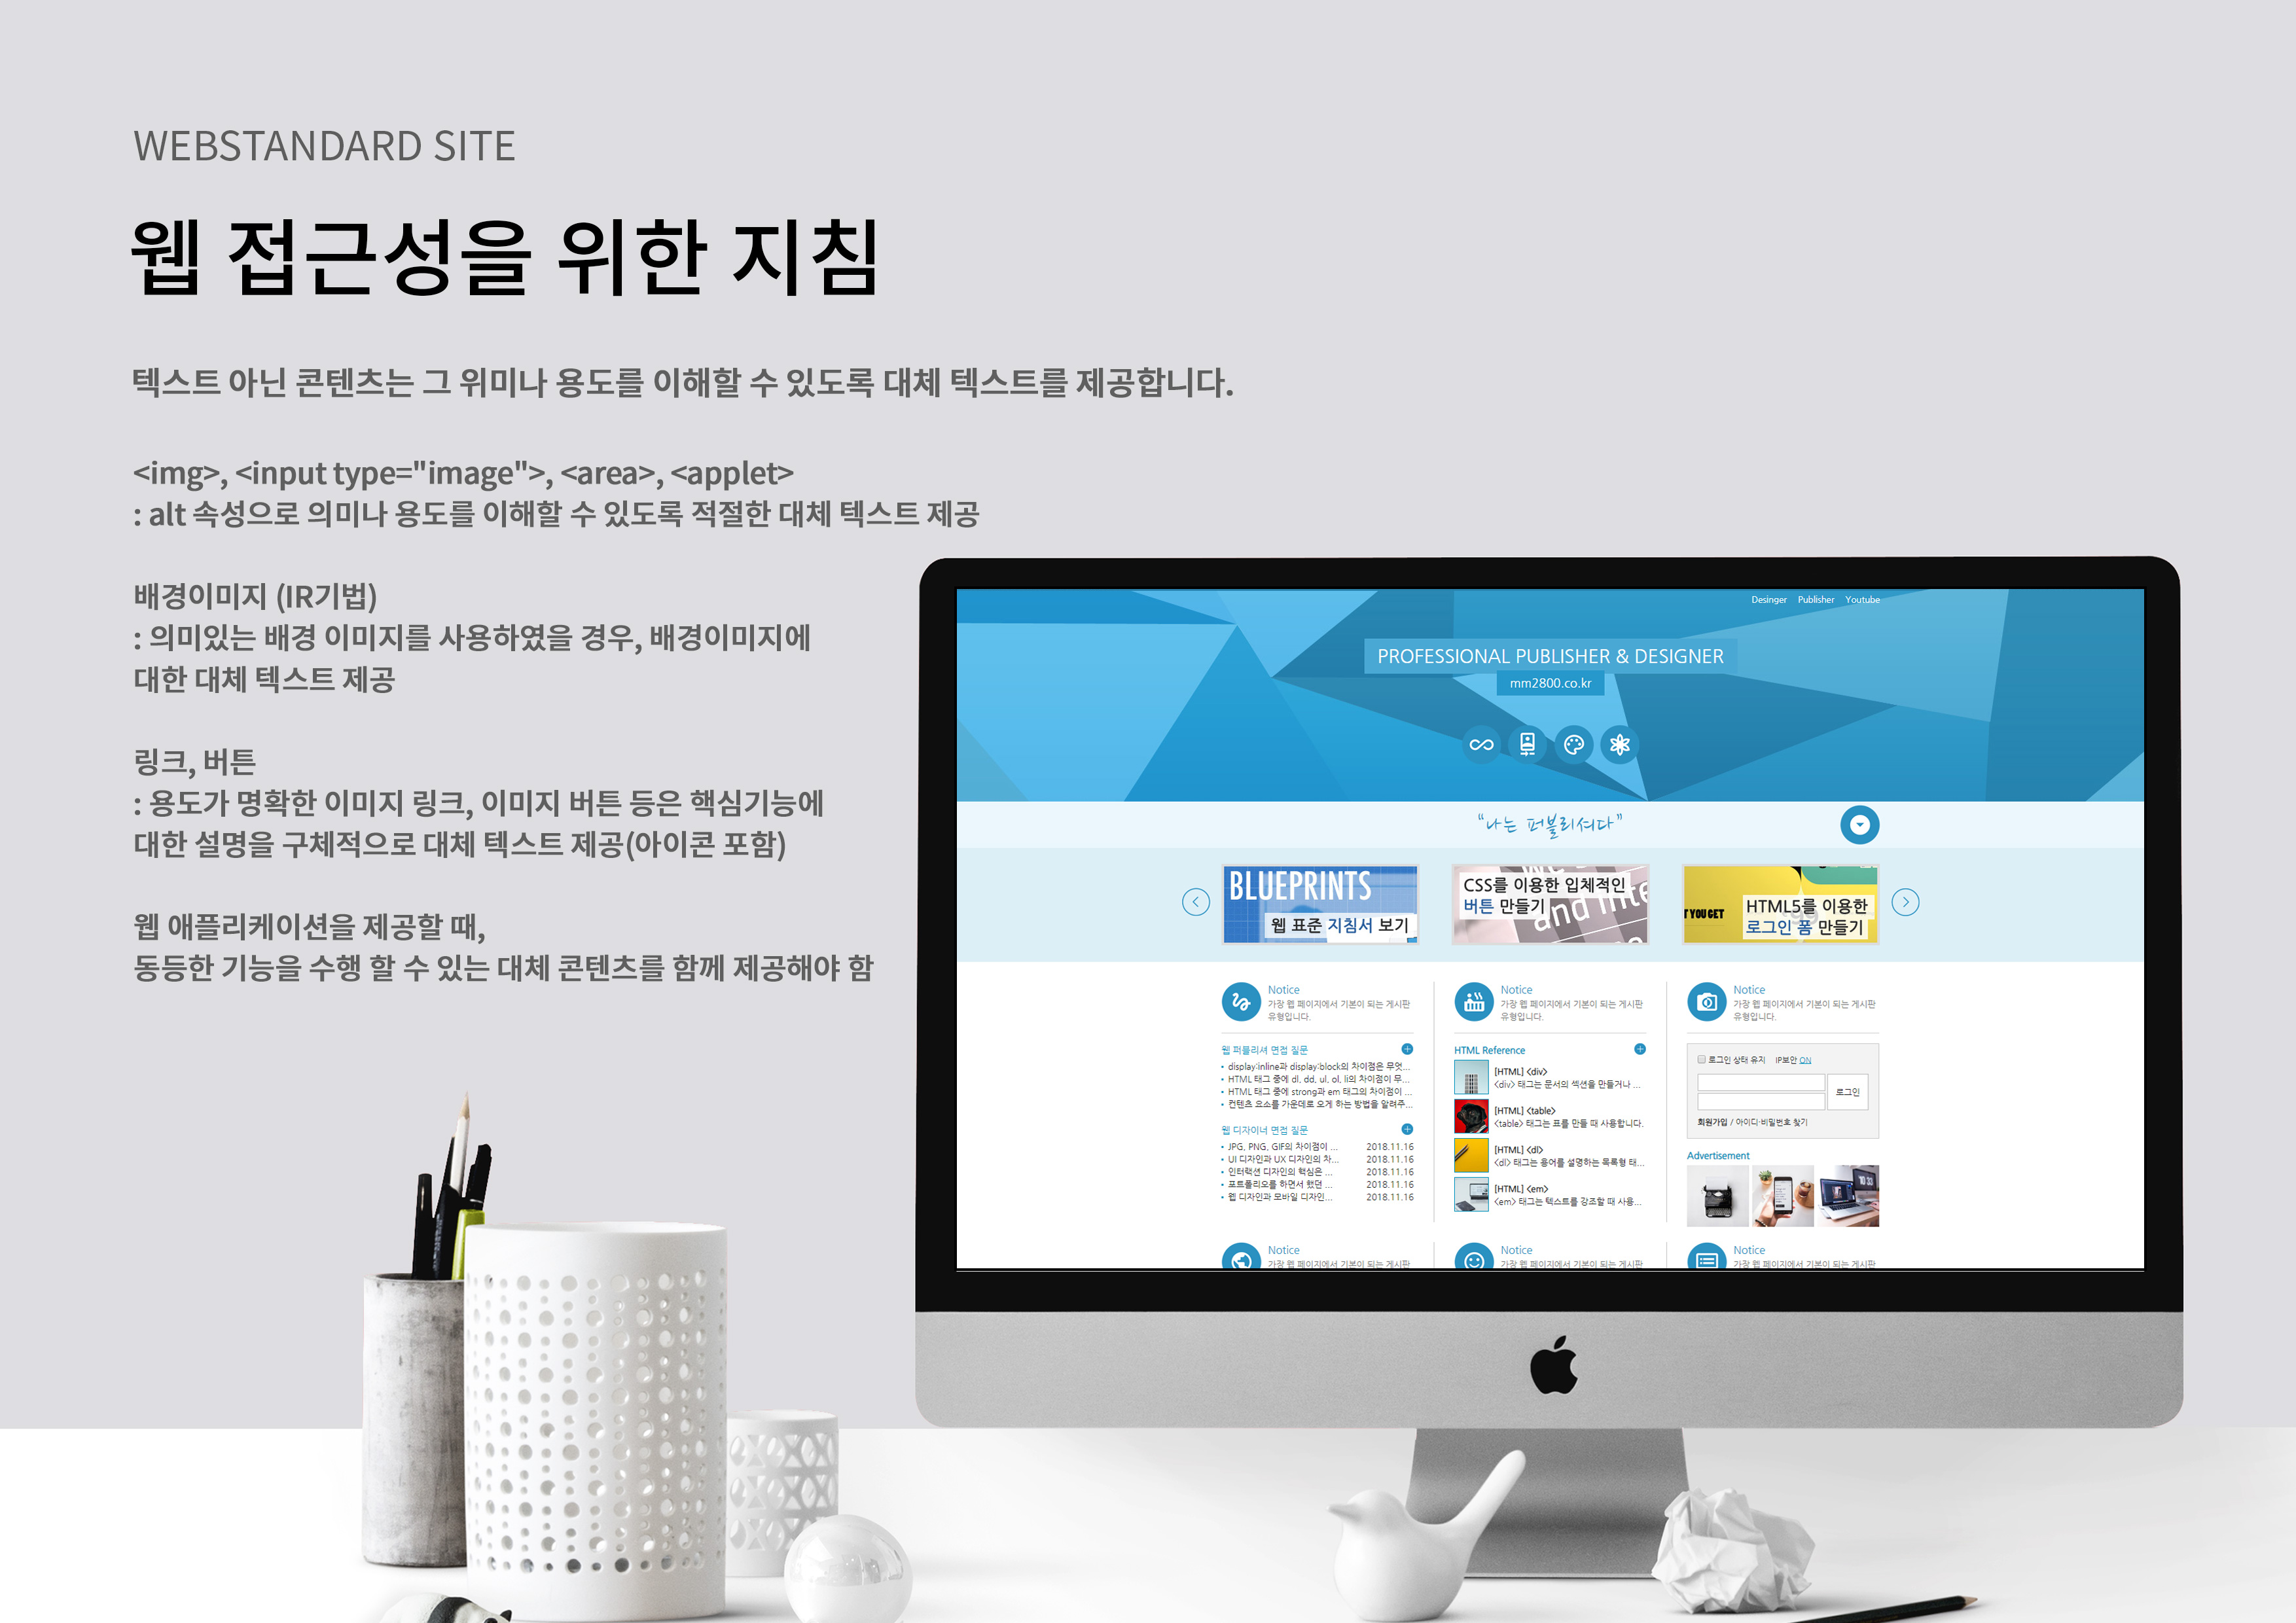 WEBSTANDARD SITE
웹 접근성을 위한 지침
텍스트 아닌 콘텐츠는 그 위미나 용도를 이해할 수 있도록 대체 텍스트를 제공합니다.
<img>, <input type="image">, <area>, <applet>
: alt 속성으로 의미나 용도를 이해할 수 있도록 적절한 대체 텍스트 제공
배경이미지 (IR기법)
: 의미있는 배경 이미지를 사용하였을 경우, 배경이미지에
대한 대체 텍스트 제공
링크, 버튼
: 용도가 명확한 이미지 링크, 이미지 버튼 등은 핵심기능에
대한 설명을 구체적으로 대체 텍스트 제공(아이콘 포함)
웹 애플리케이션을 제공할 때,
동등한 기능을 수행 할 수 있는 대체 콘텐츠를 함께 제공해야 함
Desinger Publisher Youtube
PROFESSIONAL PUBLISHER & DESIGNER
mm2800.co.kr
"나는 퍼블리셔다"
BLUEPRINTS
웹 표준 지침서 보기
CSS를 이용한 입체적인
버튼 만들기
and inte
T YOU GET
HTML5를 이용한
로그인 폼 만들기
Notice
가장 웹 페이지에서 기본이 되는 게시판
유형입니다.
웹 퍼블리셔 면접 질문
• display:inline과 display:block의 차이점은 무엇...
• HTML 태그 중에 dl, dd, ul, ol, li의 차이점이 무...
• HTML 태그 중에 strong과 em 태그의 차이점이 ...
• 컨텐츠 요소를 가운데로 오게 하는 방법을 알려주...
웹 디자이너 면접 질문
• JPG, PNG, GIF의 차이점이 ... 2018.11.16
• UI 디자인과 UX 디자인의 차... 2018.11.16
• 인터랙션 디자인의 핵심은 ... 2018.11.16
• 포트폴리오를 하면서 했던 ... 2018.11.16
• 웹 디자인과 모바일 디자인... 2018.11.16
Notice
가장 웹 페이지에서 기본이 되는 게시판
유형입니다.
HTML Reference
[HTML] <div>
<div> 태그는 문서의 섹션을 만들거나 ...
[HTML] <table>
<table> 태그는 표를 만들 때 사용합니다.
[HTML] <dl>
<dl> 태그는 용어를 설명하는 목록형 태...
[HTML] <em>
<em> 태그는 텍스트를 강조할 때 사용...
Notice
가장 웹 페이지에서 기본이 되는 게시판
유형입니다.
로그인 상태 유지 IP보안 ON
로그인
회원가입 / 아이디·비밀번호 찾기
Advertisement
Notice
가장 웹 페이지에서 기본이 되는 게시판
Notice
가장 웹 페이지에서 기본이 되는 게시판
Notice
가장 웹 페이지에서 기본이 되는 게시판